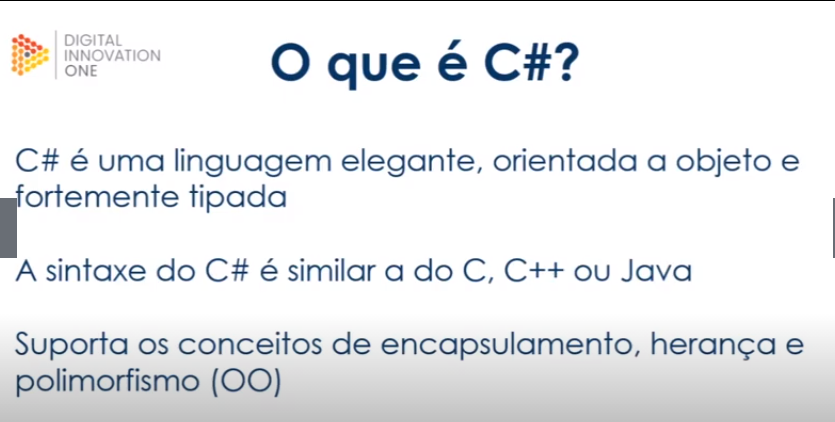 DIGITAL
INNOVATION
ONE
O que é C#?
C# é uma linguagem elegante, orientada a objeto e
fortemente tipada
A sintaxe do C# é similar a do C, C++ ou Java
Suporta os conceitos de encapsulamento, herança e
polimorfismo (OO)